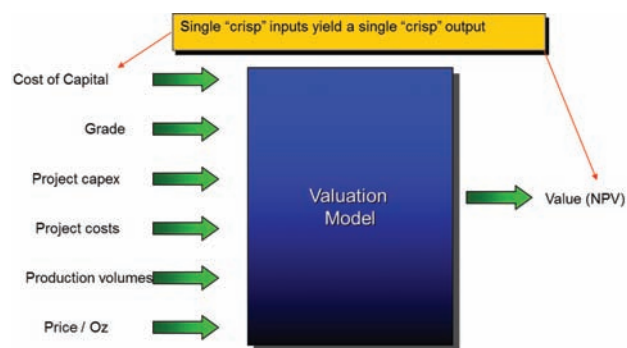 Single “crisp” inputs yield a single “crisp” output
Cost of Capital
Grade
Project capex
Project costs
Production volumes
Price / Oz
Valuation
Model
Value (NPV)